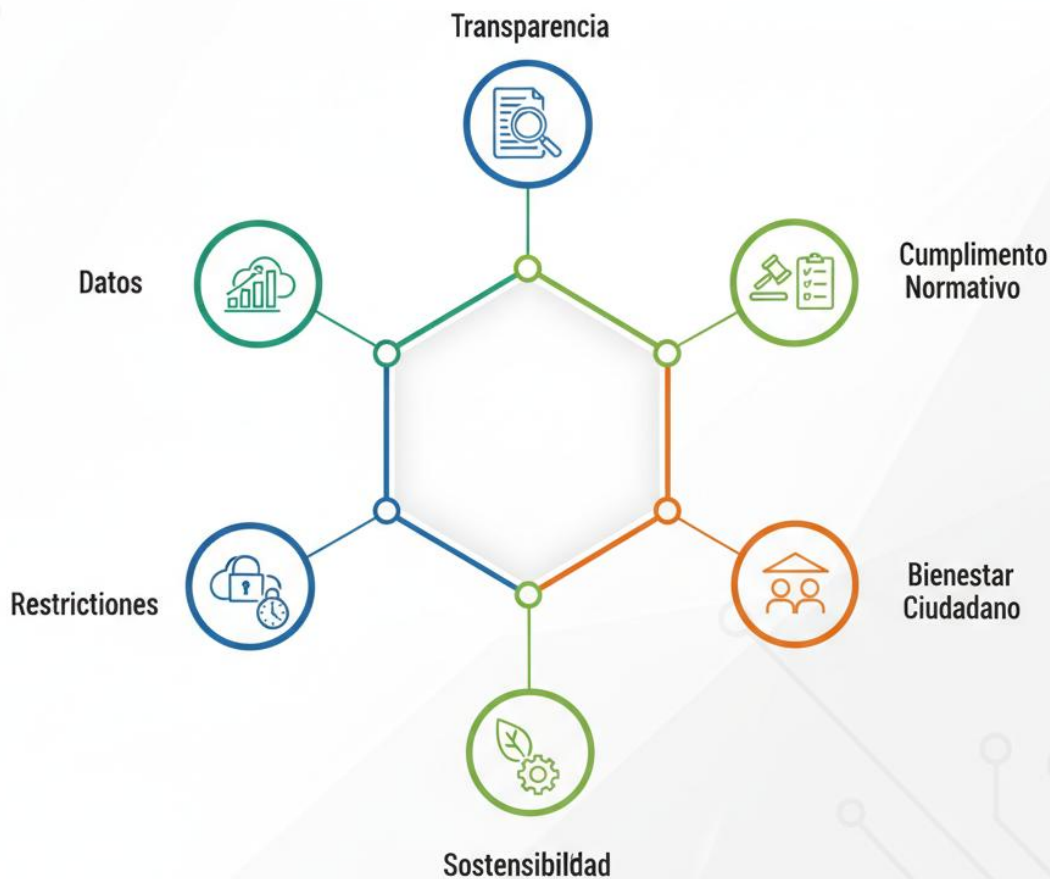 Transparencia
Datos
Cumplimento
Normativo
Restrictiones
Bienestar
Ciudadano
Sostensibildad